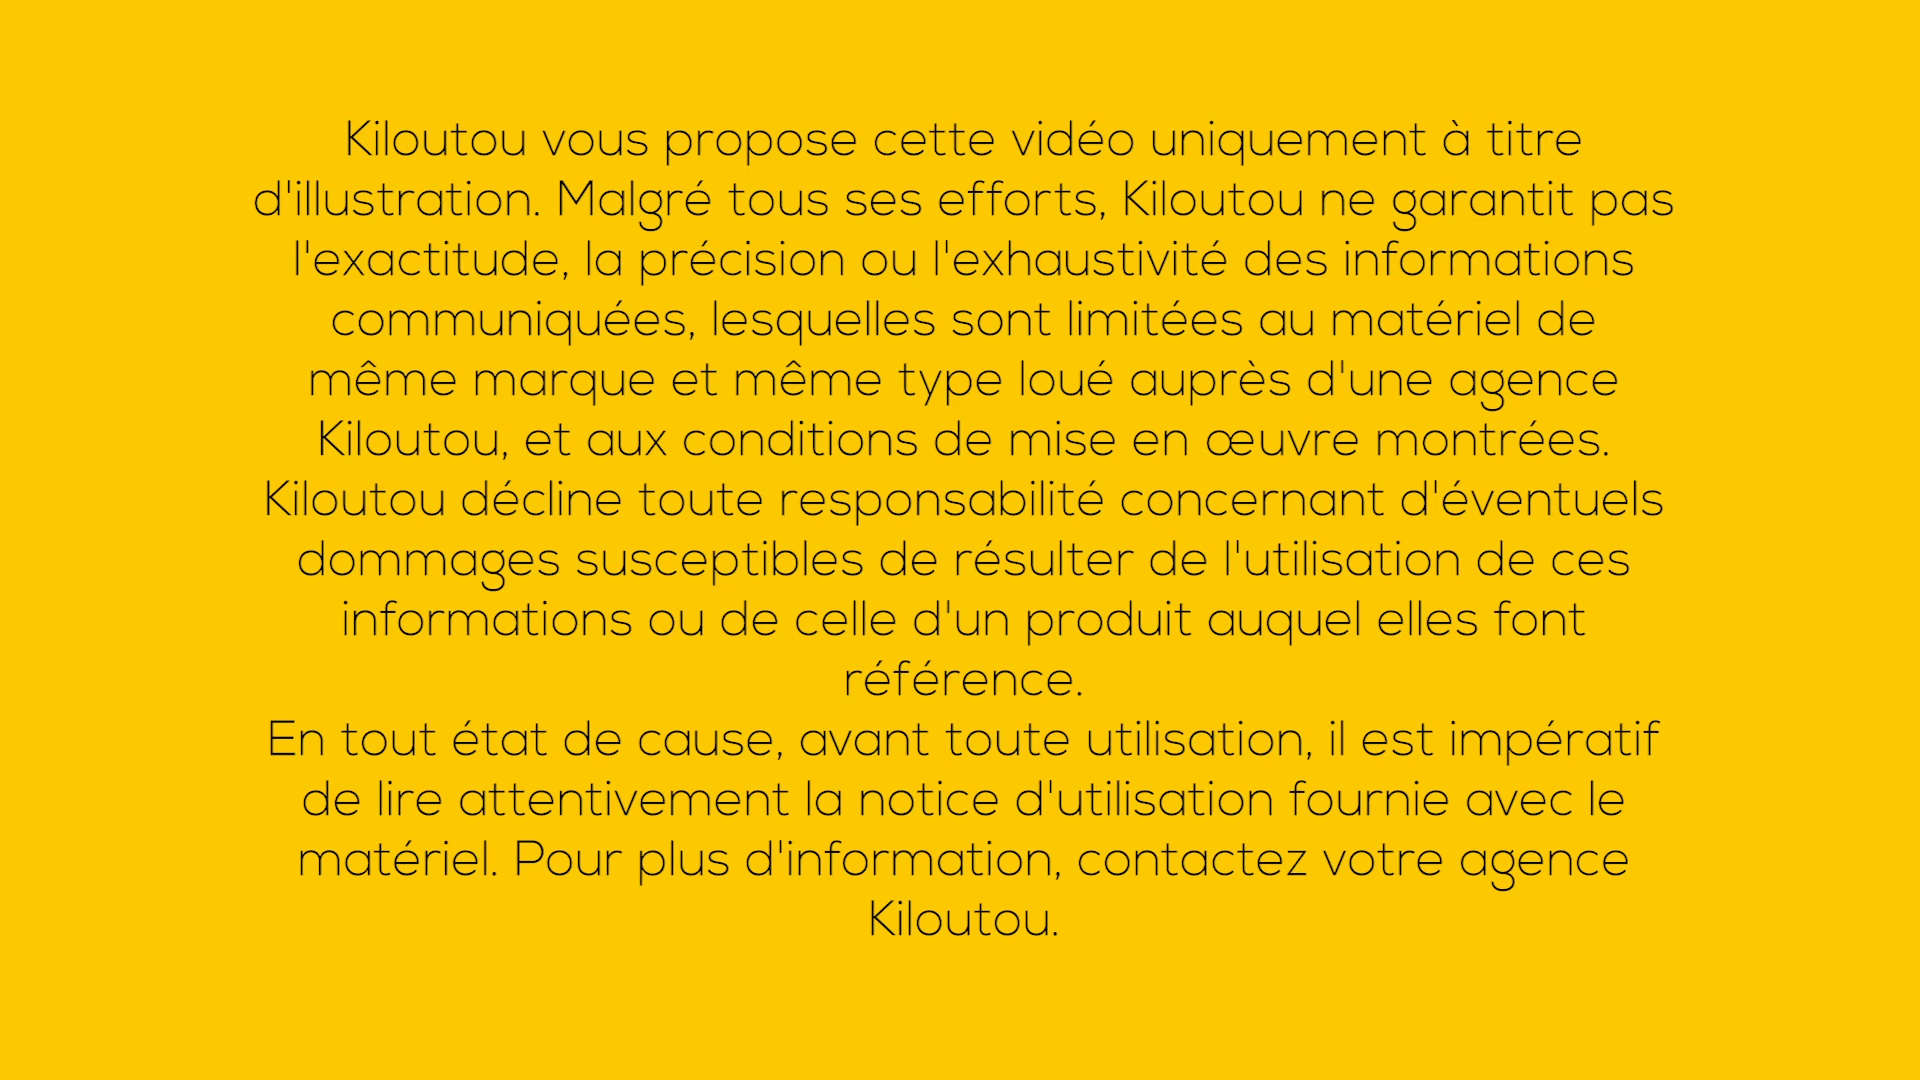 Kiloutou vous propose cette vidéo uniquement à titre
d'illustration. Malgré tous ses efforts, Kiloutou ne garantit pas
l'exactitude, la précision ou l'exhaustivité des informations
communiquées, lesquelles sont limitées au matériel de
même marque et même type loué auprès d'une agence
Kiloutou, et aux conditions de mise en œuvre montrées.
Kiloutou décline toute responsabilité concernant d'éventuels
dommages susceptibles de résulter de l'utilisation de ces
informations ou de celle d'un produit auquel elles font
référence.
En tout état de cause, avant toute utilisation, il est impératif
de lire attentivement la notice d'utilisation fournie avec le
matériel. Pour plus d'information, contactez votre agence
Kiloutou.